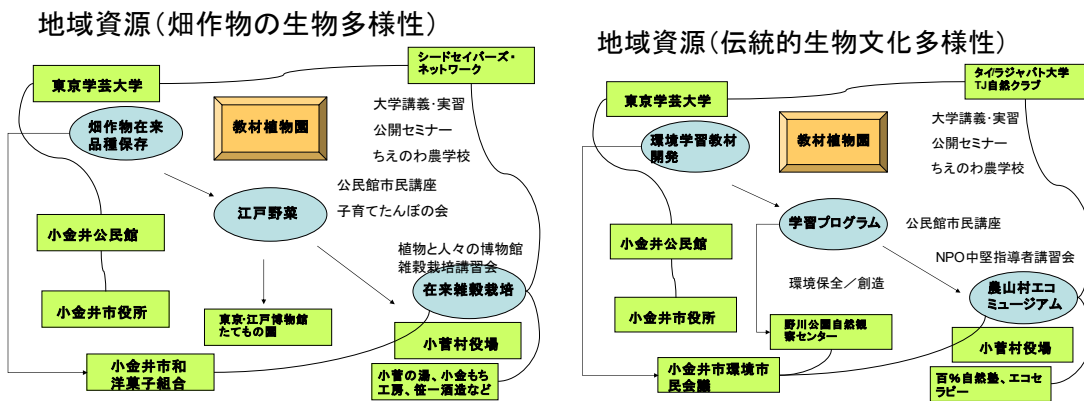 地域資源（畑作物の生物多様性）
シードセイバーズ・
ネットワーク
東京学芸大学
畑作物在来
品種保存
教材植物園
大学講義・実習
公開セミナー
ちえのわ農学校
公民館市民講座
子育てたんぼの会
江戸野菜
小金井公民館
植物と人々の博物館
雑穀栽培講習会
在来雑穀栽培
小金井市役所
東京・江戸博物館
たてもの園
小菅村役場
小金井市和
洋菓子組合
小菅の湯、小金もち
工房、笹一酒造など
地域資源（伝統的生物文化多様性）
タイ/ラジャパト大学
TJ自然クラブ
東京学芸大学
環境学習教材
開発
教材植物園
大学講義・実習
公開セミナー
ちえのわ農学校
学習プログラム
公民館市民講座
小金井公民館
NPO中堅指導者講習会
環境保全／創造
農山村エコ
ミュージアム
小金井市役所
野川公園自然観
察センター
小菅村役場
小金井市環境市
民会議
百％自然塾、エコセ
ラピー